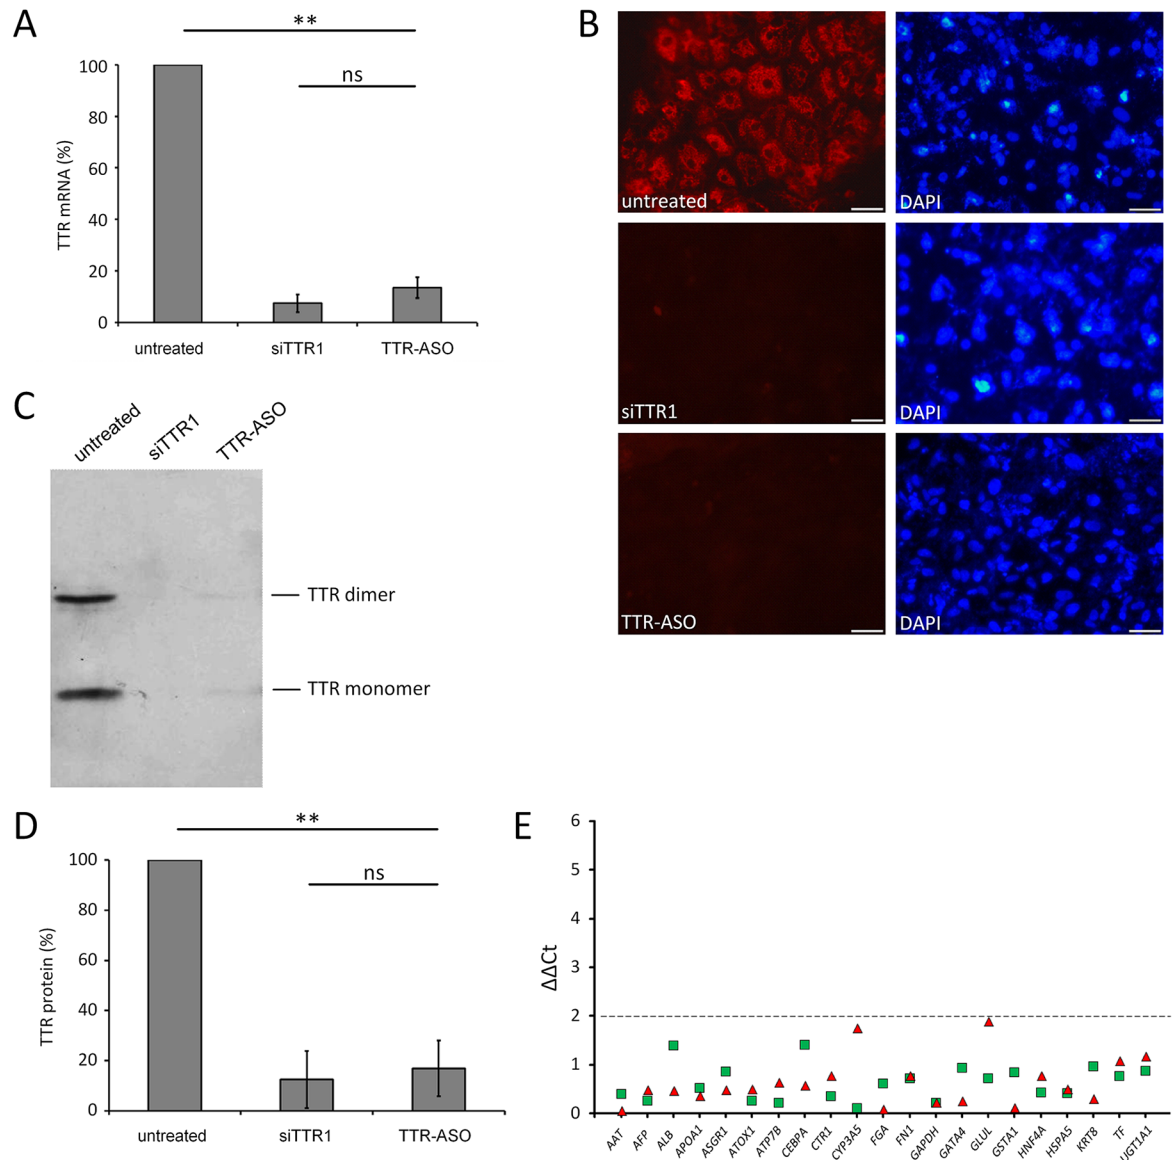 A
**
ns
100
80
60
40
20
0
TTR mRNA (%)
untreated
siTTR1
TTR-ASO
B
untreated
DAPI
siTTR1
DAPI
TTR-ASO
DAPI
C
untreated
siTTR1
TTR-ASO
TTR dimer
TTR monomer
D
**
ns
100
80
60
40
20
0
TTR protein (%)
untreated
siTTR1
TTR-ASO
E
6
5
4
3
2
1
0
ΔΔCt
AAT
AFP
ALB
APOA1
ASGR1
ATOX1
ATP7B
CEBPA
CTR1
CYP3A5
FGA
FN1
GAPDH
GATA4
GLUL
GSTA1
HNF4A
HSPA5
KRT8
TF
UGT1A1